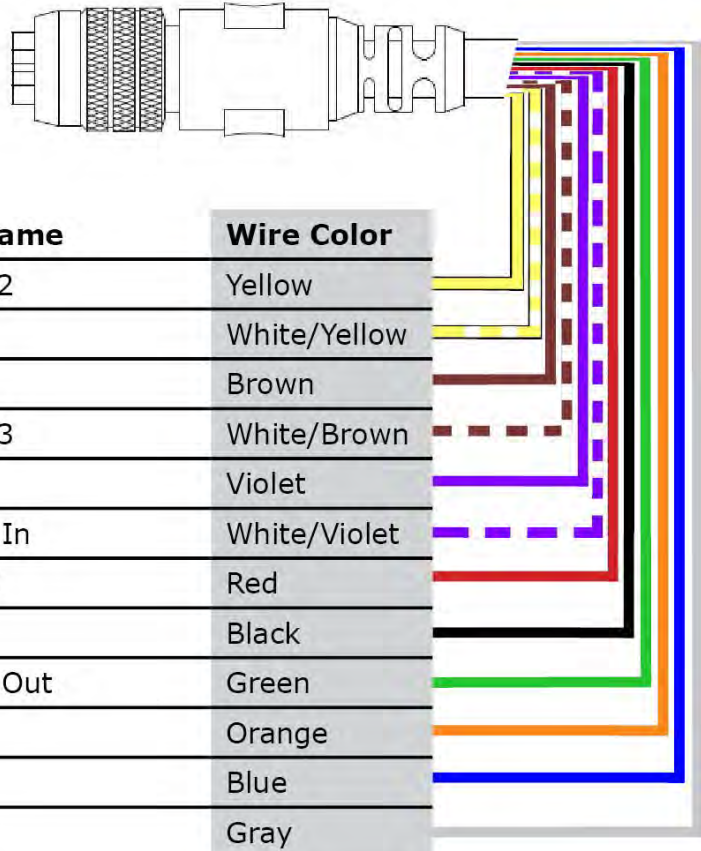 ame Wire Color
2 Yellow
White/Yellow
Brown
3 White/Brown
Violet
In White/Violet
Red
Black
Out Green
Orange
Blue
Gray